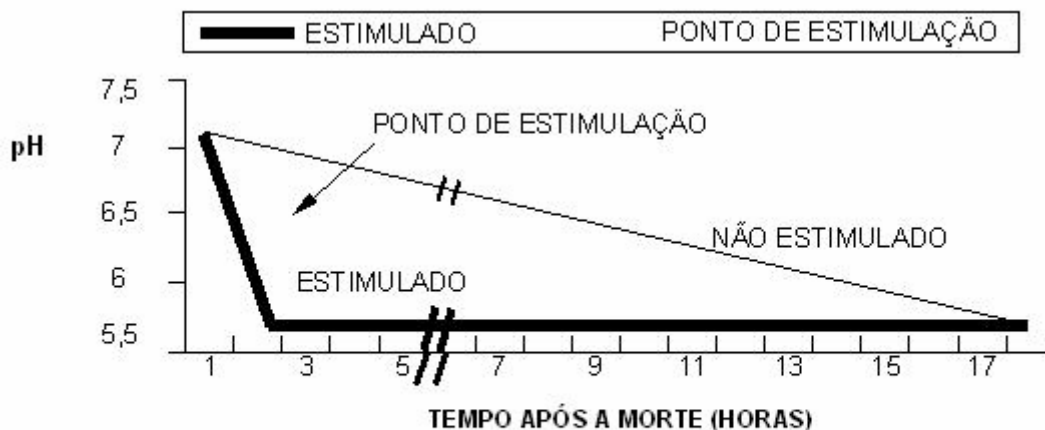 ESTIMULADO PONTO DE ESTIMULAÇÃO
7,5
PONTO DE ESTIMULAÇÃO
pH 7
6,5
NÃO ESTIMULADO
6 ESTIMULADO
5,5
1 3 5 7 9 11 13 15 17
TEMPO APÓS A MORTE (HORAS)